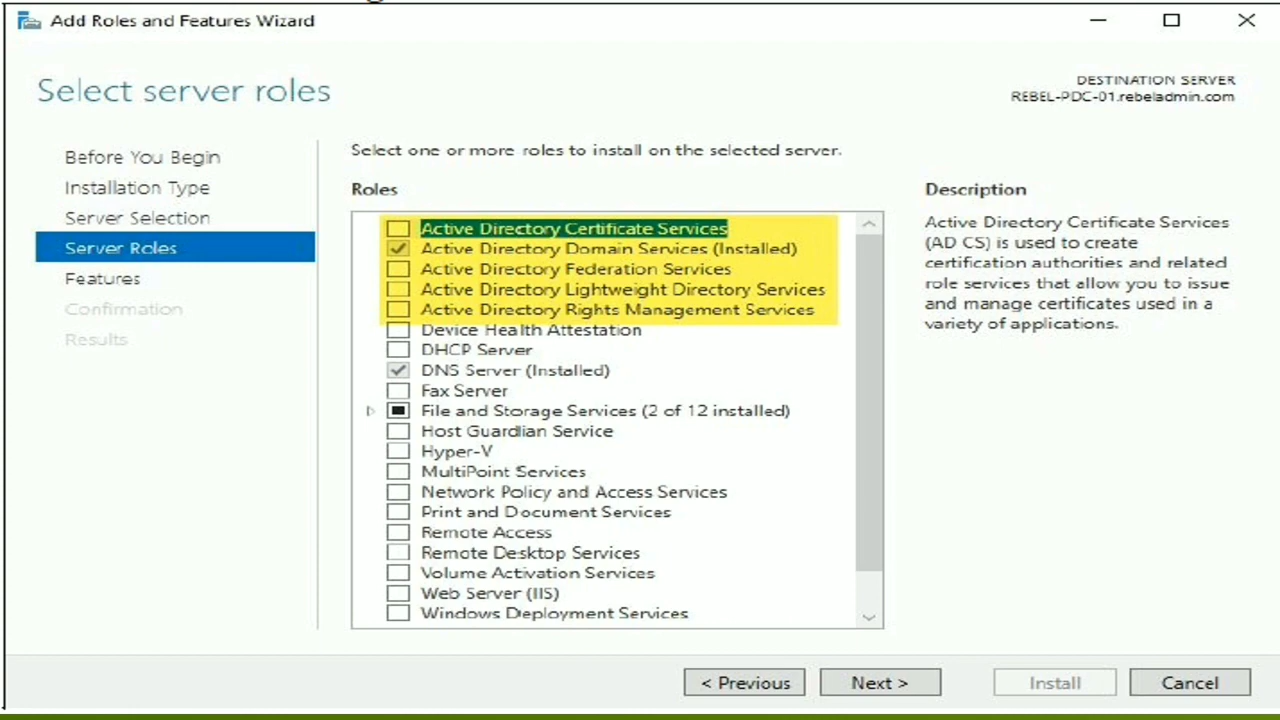 Add Roles and Features Wizard
Select server roles
DESTINATION SERVER
REBEL-PDC-01.rebeladmin.com
Before You Begin
Installation Type
Server Selection
Server Roles
Features
Confirmation
Results
Select one or more roles to install on the selected server.
Roles
Active Directory Certificate Services
Active Directory Domain Services (Installed)
Active Directory Federation Services
Active Directory Lightweight Directory Services
Active Directory Rights Management Services
Device Health Attestation
DHCP Server
DNS Server (Installed)
Fax Server
File and Storage Services (2 of 12 installed)
Host Guardian Service
Hyper-V
MultiPoint Services
Network Policy and Access Services
Print and Document Services
Remote Access
Remote Desktop Services
Volume Activation Services
Web Server (IIS)
Windows Deployment Services
Description
Active Directory Certificate Services
(AD CS) is used to create
certification authorities and related
role services that allow you to issue
and manage certificates used in a
variety of applications.
< Previous
Next >
Install
Cancel